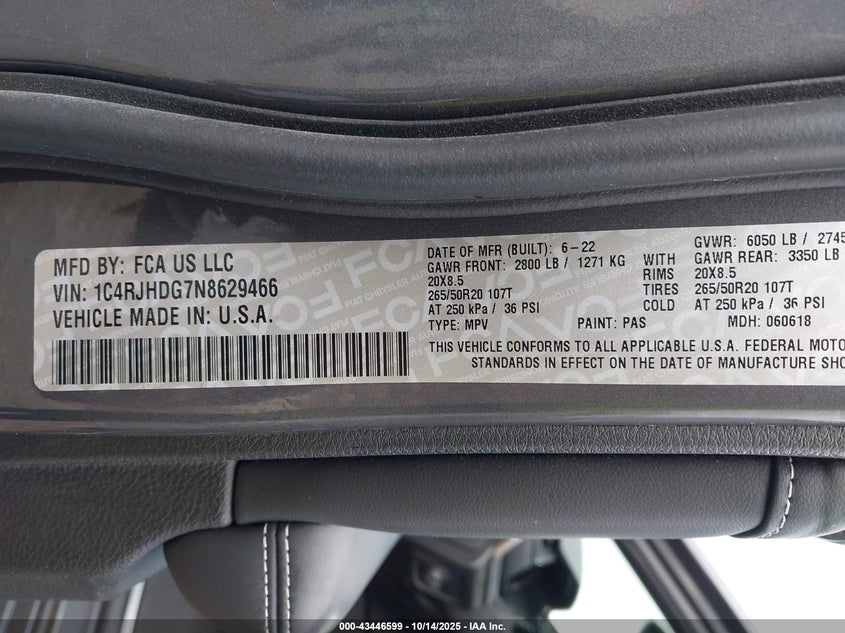 MFD BY: FCA US LLC
VIN: 1C4RJHDG7N8629466
VEHICLE MADE IN: U.S.A.
DATE OF MFR (BUILT): 6-22
GAWR FRONT: 2800 LB / 1271 KG
20X8.5
265/50R20 107T
AT 250 kPa / 36 PSI
TYPE: MPV
PAINT: PAS
WITH
RIMS
TIRES
COLD
GVWR: 6050 LB / 2745
GAWR REAR: 3350 LB
20X8.5
265/50R20 107T
AT 250 kPa / 36 PSI
MDH: 060618
THIS VEHICLE CONFORMS TO ALL APPLICABLE U.S.A. FEDERAL MOTO
STANDARDS IN EFFECT ON THE DATE OF MANUFACTURE SHO
000-43446599 - 10/14/2025 - IAA Inc.